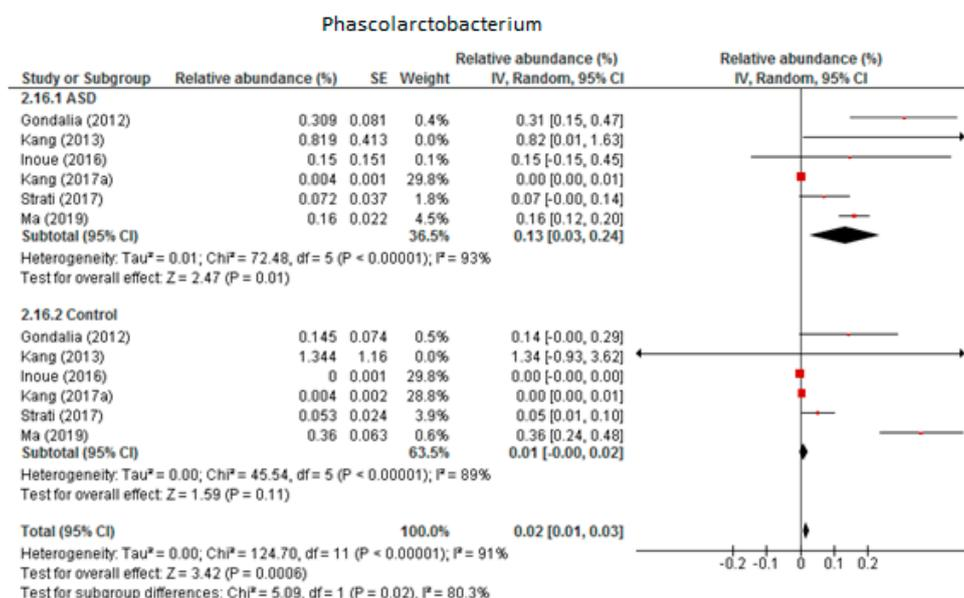 Phascolarctobacterium
Relative abundance (%) Relative abundance (%)
Study or Subgroup Relative abundance (%) SE Weight IV, Random, 95% CI IV, Random, 95% CI
2.16.1 ASD
Gondalia (2012) 0.309 0.081 0.4% 0.31 [0.15, 0.47]
Kang (2013) 0.819 0.413 0.0% 0.82 [0.01, 1.63]
Inoue (2016) 0.15 0.151 0.1% 0.15 [-0.15, 0.45]
Kang (2017a) 0.004 0.001 29.8% 0.00 [0.00, 0.01]
Strati (2017) 0.072 0.037 1.8% 0.07 [-0.00, 0.14]
Ma (2019) 0.16 0.022 4.5% 0.16 [0.12, 0.20]
Subtotal (95% CI) 36.5% 0.13 [0.03, 0.24]
Heterogeneity: Tau² = 0.01; Chi² = 72.48, df = 5 (P < 0.00001); I² = 93%
Test for overall effect: Z = 2.47 (P = 0.01)
2.16.2 Control
Gondalia (2012) 0.145 0.074 0.5% 0.14 [-0.00, 0.29]
Kang (2013) 1.344 1.16 0.0% 1.34 [-0.93, 3.62]
Inoue (2016) 0 0.001 29.8% 0.00 [-0.00, 0.00]
Kang (2017a) 0.004 0.002 28.8% 0.00 [0.00, 0.01]
Strati (2017) 0.053 0.024 3.9% 0.05 [0.01, 0.10]
Ma (2019) 0.36 0.063 0.6% 0.36 [0.24, 0.48]
Subtotal (95% CI) 63.5% 0.01 [-0.00, 0.02]
Heterogeneity: Tau² = 0.00; Chi² = 45.54, df = 5 (P < 0.00001); I² = 89%
Test for overall effect: Z = 1.59 (P = 0.11)
Total (95% CI) 100.0% 0.02 [0.01, 0.03]
Heterogeneity: Tau² = 0.00; Chi² = 124.70, df = 11 (P < 0.00001); I² = 91%
-0.2 -0.1 0 0.1 0.2
Test for overall effect: Z = 3.42 (P = 0.0006)
Test for subgroup differences: Chi² = 5.09, df = 1 (P = 0.02), I² = 80.3%